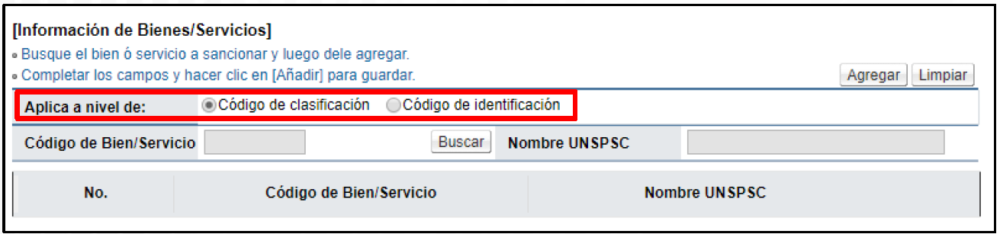 [Información de Bienes/Servicios]
Busque el bien ó servicio a sancionar y luego dele agregar.
Completar los campos y hacer clic en [Añadir] para guardar.
Agregar Limpiar
Aplica a nivel de: Código de clasificación Código de identificación
Código de Bien/Servicio Buscar Nombre UNSPSC
No. Código de Bien/Servicio Nombre UNSPSC